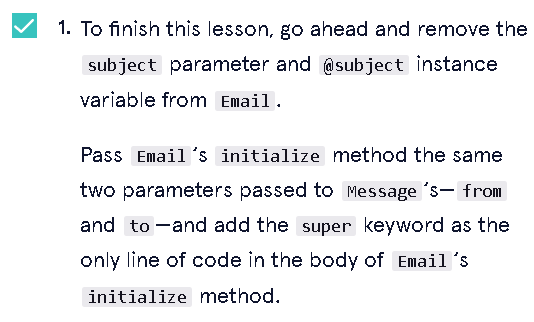 1. To finish this lesson, go ahead and remove the
subject parameter and @subject instance
variable from Email.
Pass Email's initialize method the same
two parameters passed to Message's—from
and to—and add the super keyword as the
only line of code in the body of Email's
initialize method.